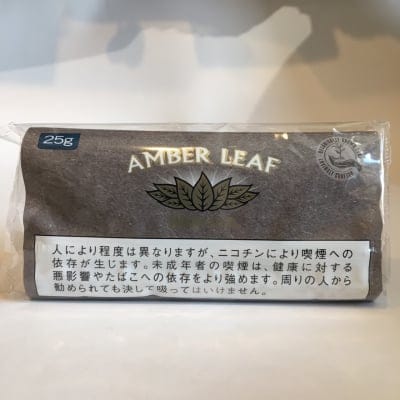 25g
AMBER LEAF
人により程度は異なりますが、ニコチンにより喫煙への
依存が生じます。未成年者の喫煙は、健康に対する
悪影響やたばこへの依存をより強めます。周りの人から
勧められても決して吸ってはいけません。